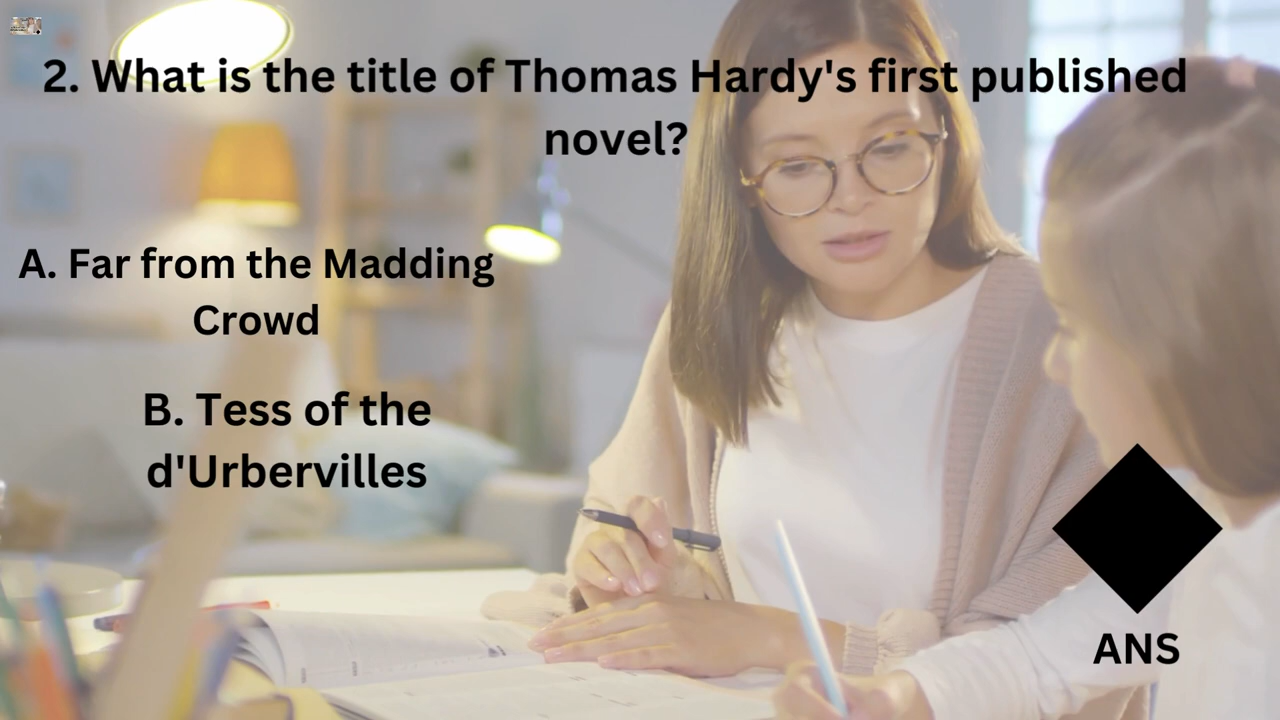 2. What is the title of Thomas Hardy's first published
novel?
A. Far from the Madding
Crowd
B. Tess of the
d'Urbervilles
ANS